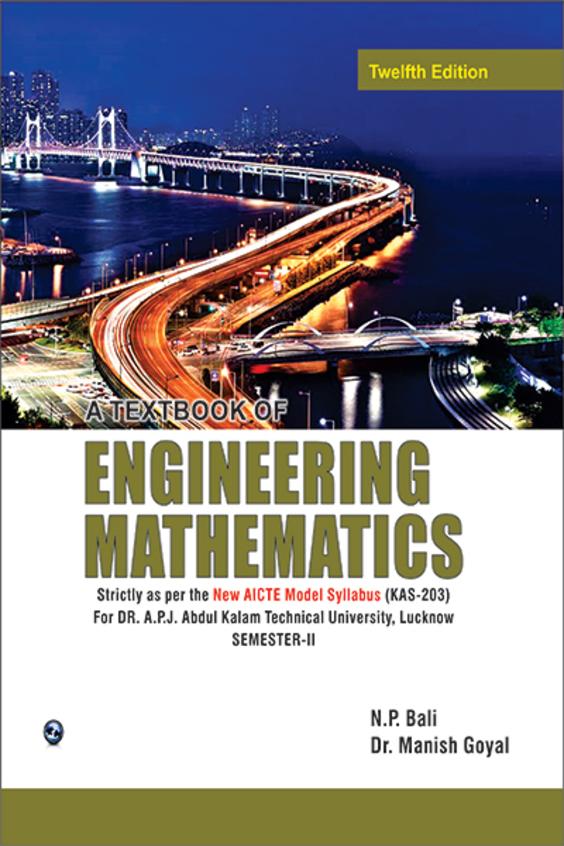 Twelfth Edition
A TEXTBOOK OF
ENGINEERING
MATHEMATICS
Strictly as per the New AICTE Model Syllabus (KAS-203)
For DR. A.P.J. Abdul Kalam Technical University, Lucknow
SEMESTER-II
N.P. Bali
Dr. Manish Goyal